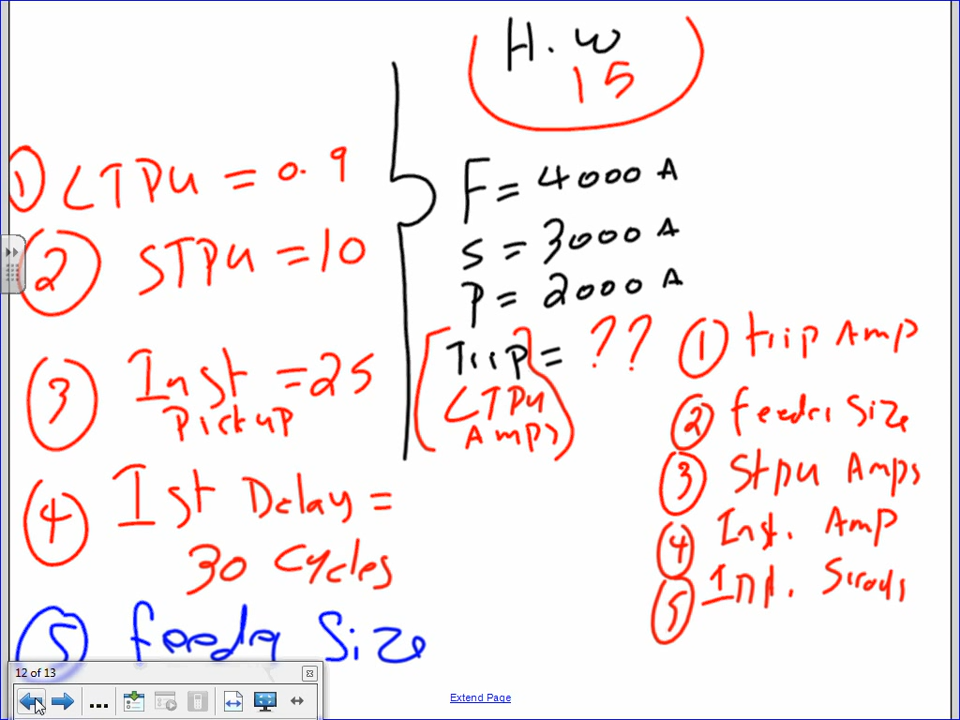 H.W
15
① LTPU = 0.9
② STPU = 10
③ Inst = 25
Pickup
④ Ist Delay =
30 Cycles
⑤ feeder Size
F = 4000 A
S = 3000 A
P = 2000 A
Trip = ??
LTPU
Amps
① trip Amp
② feeder Size
③ Stpu Amps
④ Inst. Amp
⑤
12 of 13
Extend Page